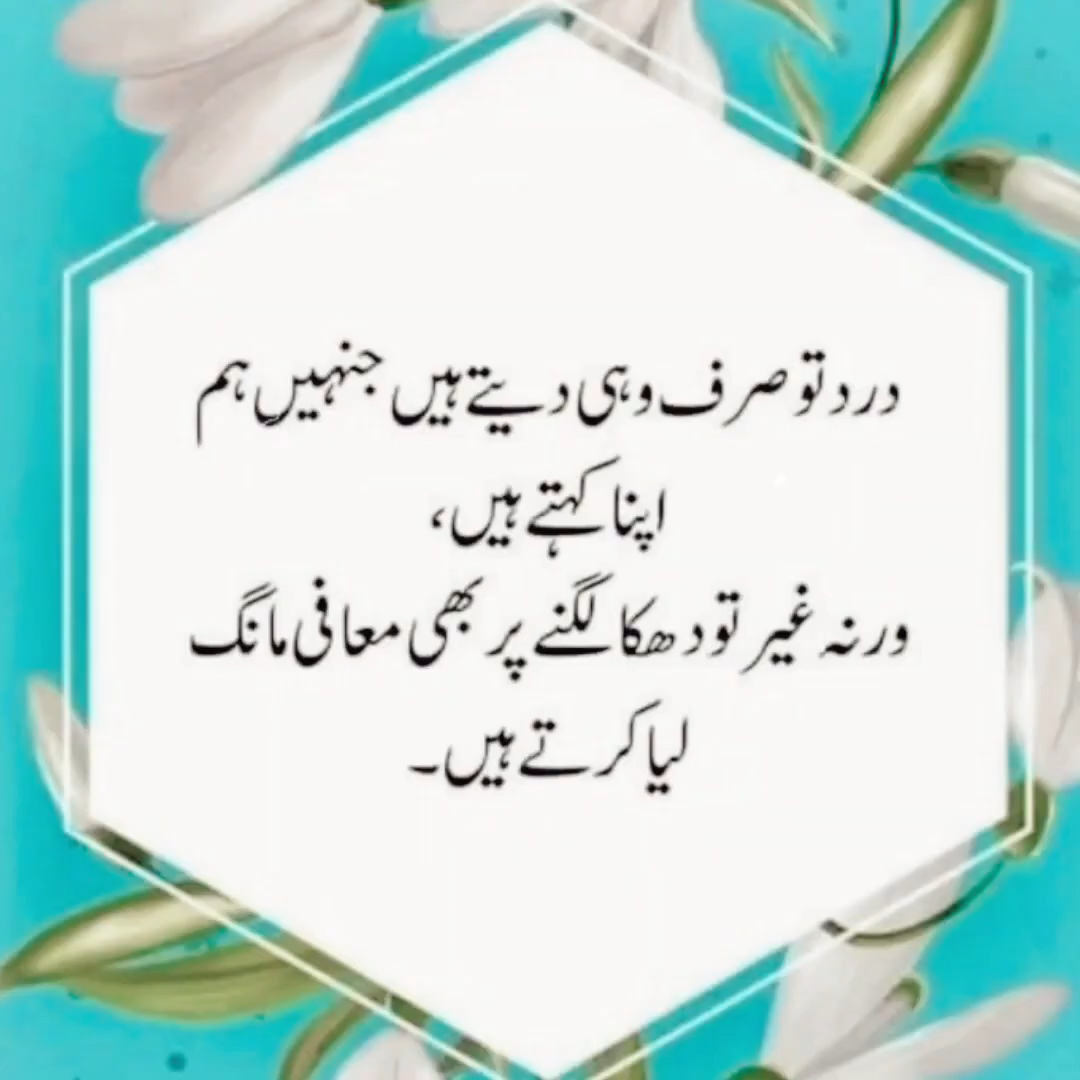 درد تو صرف وہی دیتے ہیں جنہیں ہم
اپنا کہتے ہیں،
ورنہ غیر تو دھکا لگنے پر بھی معافی مانگ
لیا کرتے ہیں۔